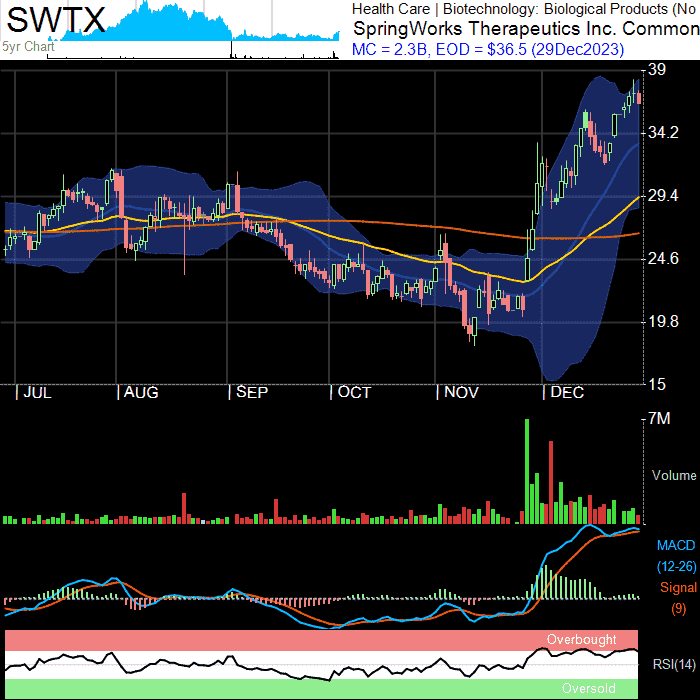 SWTX
5yr Chart
Health Care | Biotechnology: Biological Products (No
SpringWorks Therapeutics Inc. Common
MC = 2.3B, EOD = $36.5 (29Dec2023)
39
34.2
29.4
24.6
19.8
15
JUL AUG SEP OCT NOV DEC
7M
Volume
MACD
(12-26)
Signal
(9)
Overbought
RSI(14)
Oversold